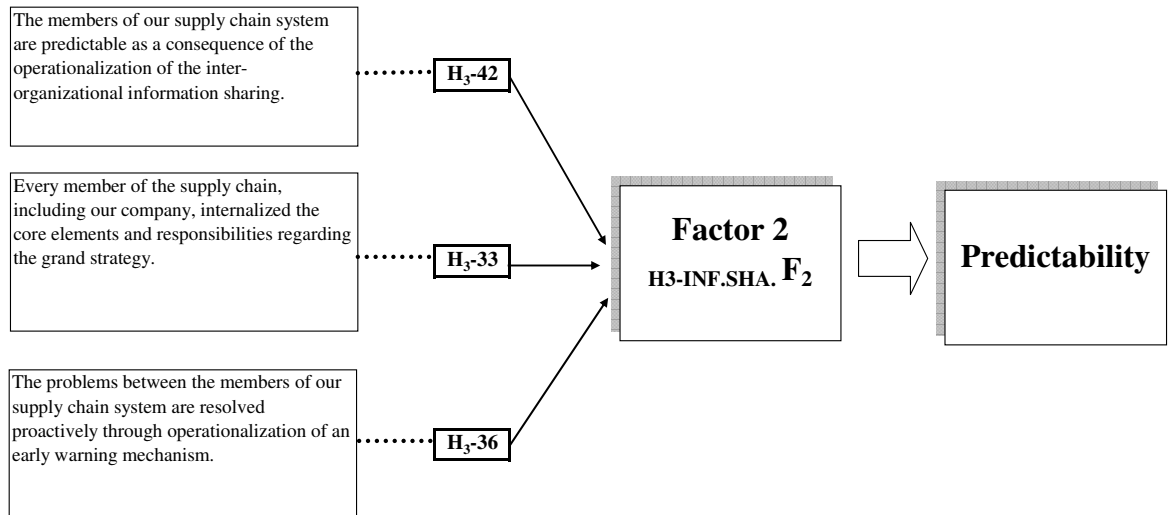 The members of our supply chain system
are predictable as a consequence of the
operationalization of the inter-
organizational information sharing.
H₃-42
Every member of the supply chain,
including our company, internalized the
core elements and responsibilities regarding
the grand strategy.
H₃-33
The problems between the members of our
supply chain system are resolved
proactively through operationalization of an
early warning mechanism.
H₃-36
Factor 2
H3-INF.SHA. F₂
Predictability